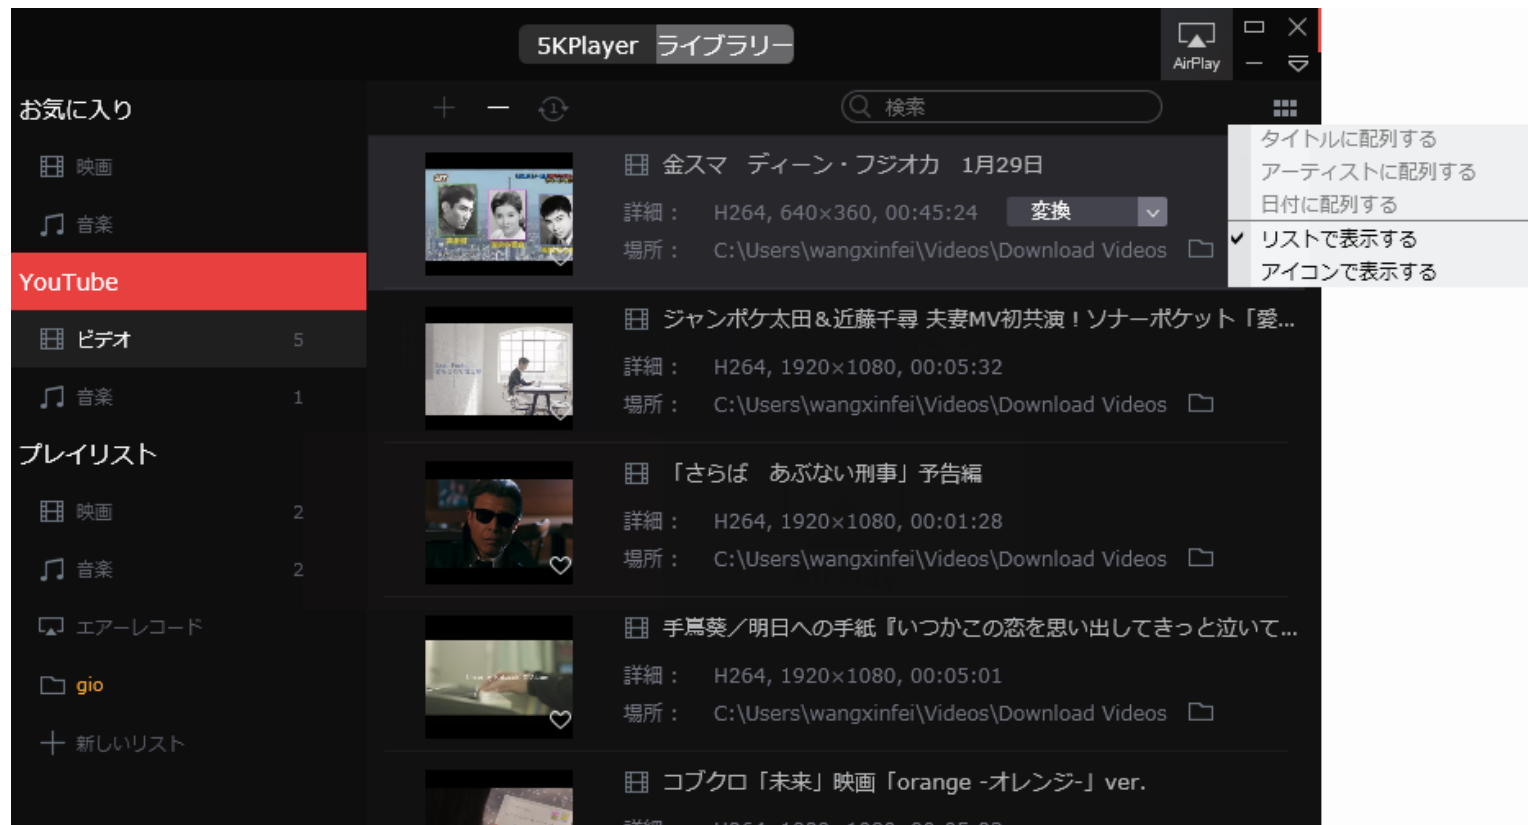 5KPlayer ライブラリー
AirPlay
お気に入り
映画
音楽
YouTube
ビデオ 5
音楽 1
プレイリスト
映画 2
音楽 2
エアーレコード
gio
新しいリスト
検索
金スマ ディーン・フジオカ 1月29日
詳細： H264, 640×360, 00:45:24 変換
場所： C:\Users\wangxinfei\Videos\Download Videos
ジャンポケ太田＆近藤千尋 夫妻MV初共演！ソナーポケット「愛...
詳細： H264, 1920×1080, 00:05:32
場所： C:\Users\wangxinfei\Videos\Download Videos
「さらば あぶない刑事」予告編
詳細： H264, 1920×1080, 00:01:28
場所： C:\Users\wangxinfei\Videos\Download Videos
手嶌葵／明日への手紙『いつかこの恋を思い出してきっと泣いて...
詳細： H264, 1920×1080, 00:05:01
場所： C:\Users\wangxinfei\Videos\Download Videos
コブクロ「未来」映画「orange -オレンジ-」ver.
タイトルに配列する
アーティストに配列する
日付に配列する
リストで表示する
アイコンで表示する